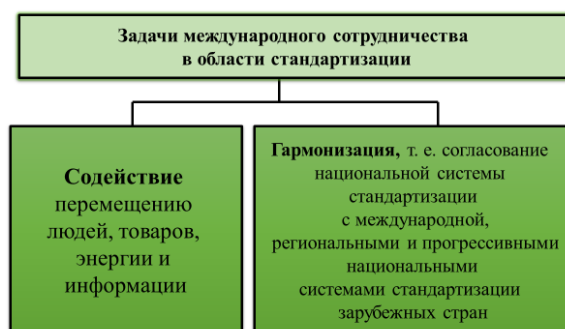 Задачи международного сотрудничества
в области стандартизации
Содействие
перемещению
людей, товаров,
энергии и
информации
Гармонизация, т. е. согласование
национальной системы
стандартизации
с международной,
региональными и прогрессивными
национальными
системами стандартизации
зарубежных стран